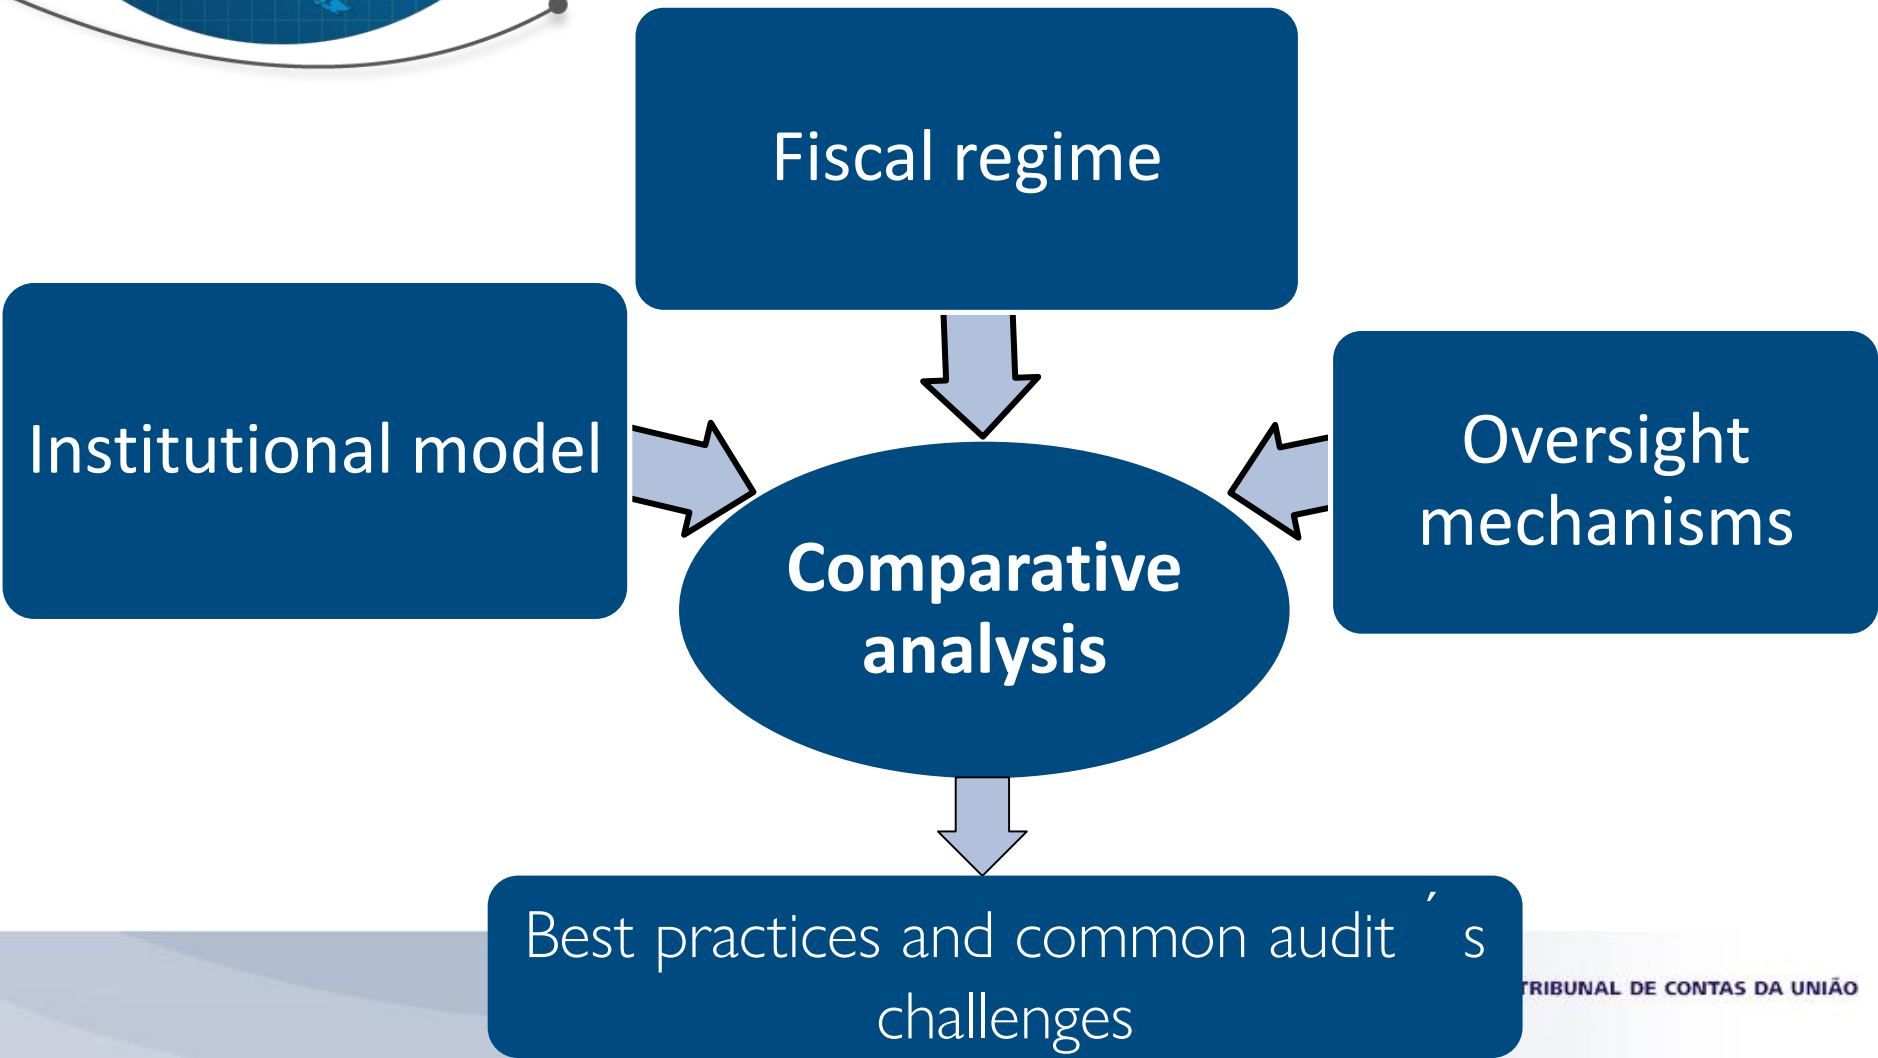 Fiscal regime
Institutional model
Oversight
mechanisms
Comparative
analysis
Best practices and common audit ´s
challenges
TRIBUNAL DE CONTAS DA UNIÃO